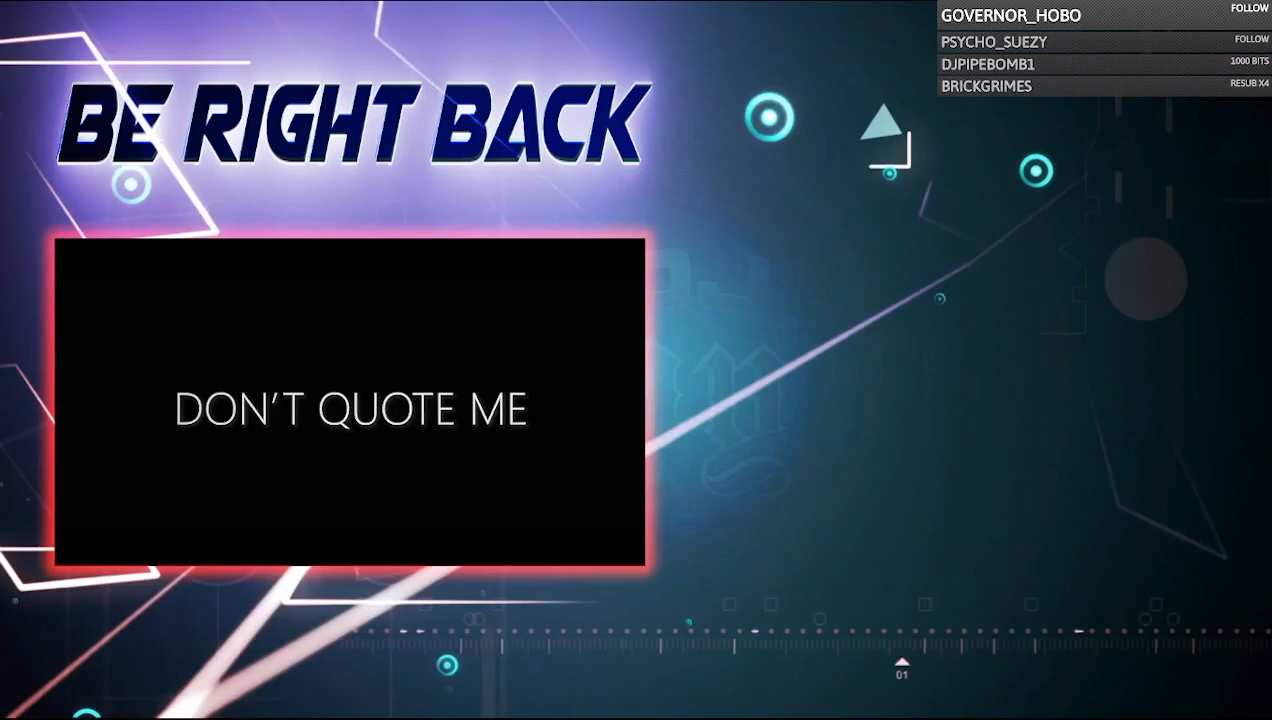 GOVERNOR_HOBO FOLLOW
PSYCHO_SUEZY FOLLOW
DJPIPEBOMB1 1000 BITS
BRICKGRIMES RESUB X4
BE RIGHT BACK
DON'T QUOTE ME
01